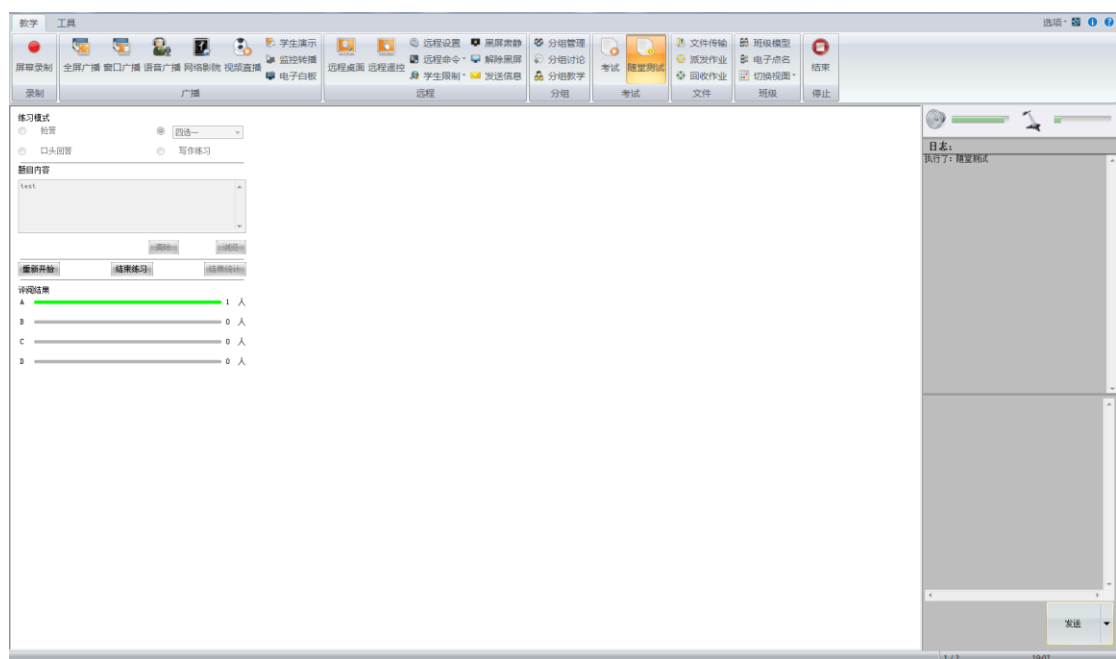 教学 工具 选项
屏幕录制 全屏广播 窗口广播 语音广播 网络影院 视频直播 学生演示 远程桌面 远程遥控 远程设置 黑屏肃静 分组管理 考试 随堂测试 文件传输 班级模型 结束
监控转播 远程命令 解除黑屏 分组讨论 派发作业 电子点名
电子白板 学生限制 发送信息 分组教学 回收作业 切换视图
录制 广播 远程 分组 考试 文件 班级 停止
练习模式
抢答 四选一
口头回答 写作练习
题目内容
test
清除
重新开始 结束练习 结果统计
评阅结果
A 1 人
B 0 人
C 0 人
D 0 人
日志:
执行了: 随堂测试
发送